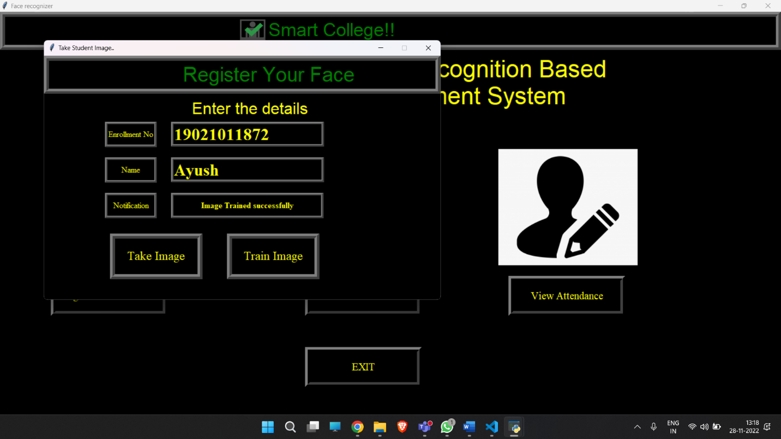 Face recognizer
Smart College!!
Take Student Image..
Register Your Face
cognition Based
Enter the details
Enrollment No
19021011872
Name
Ayush
Notification
Image Trained successfully
Take Image
Train Image
View Attendance
EXIT
ENG
IN
13:18
28-11-2022